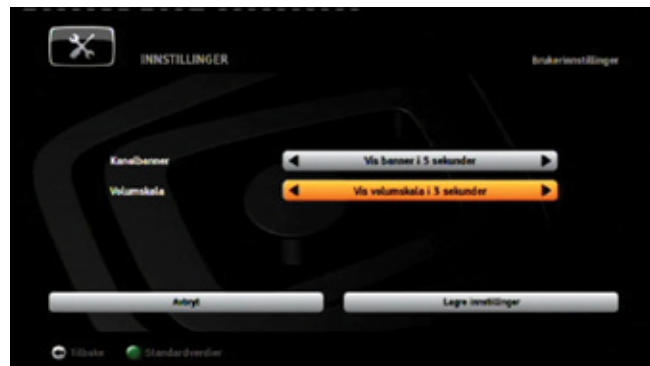 INNSTILLINGER
Brukerinnstillinger
Kanalbanner
Vis banner i 5 sekunder
Volumskala
Vis volumskala i 3 sekunder
Avbryt
Lagre innstillinger
Tilbake
Standardverdier